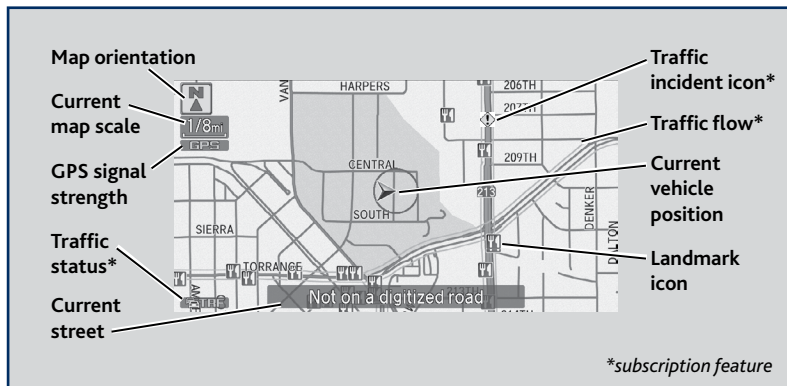 Map orientation
Current
map scale
GPS signal
strength
Traffic
status*
Current
street
N
1/8mi
GPS
VAN
HARPERS
CENTRAL
SOUTH
SIERRA
TORRANCE
Not on a digitized road
206TH
207TH
209TH
213
DENKER
DALTON
Traffic
incident icon*
Traffic flow*
Current
vehicle
position
Landmark
icon
*subscription feature